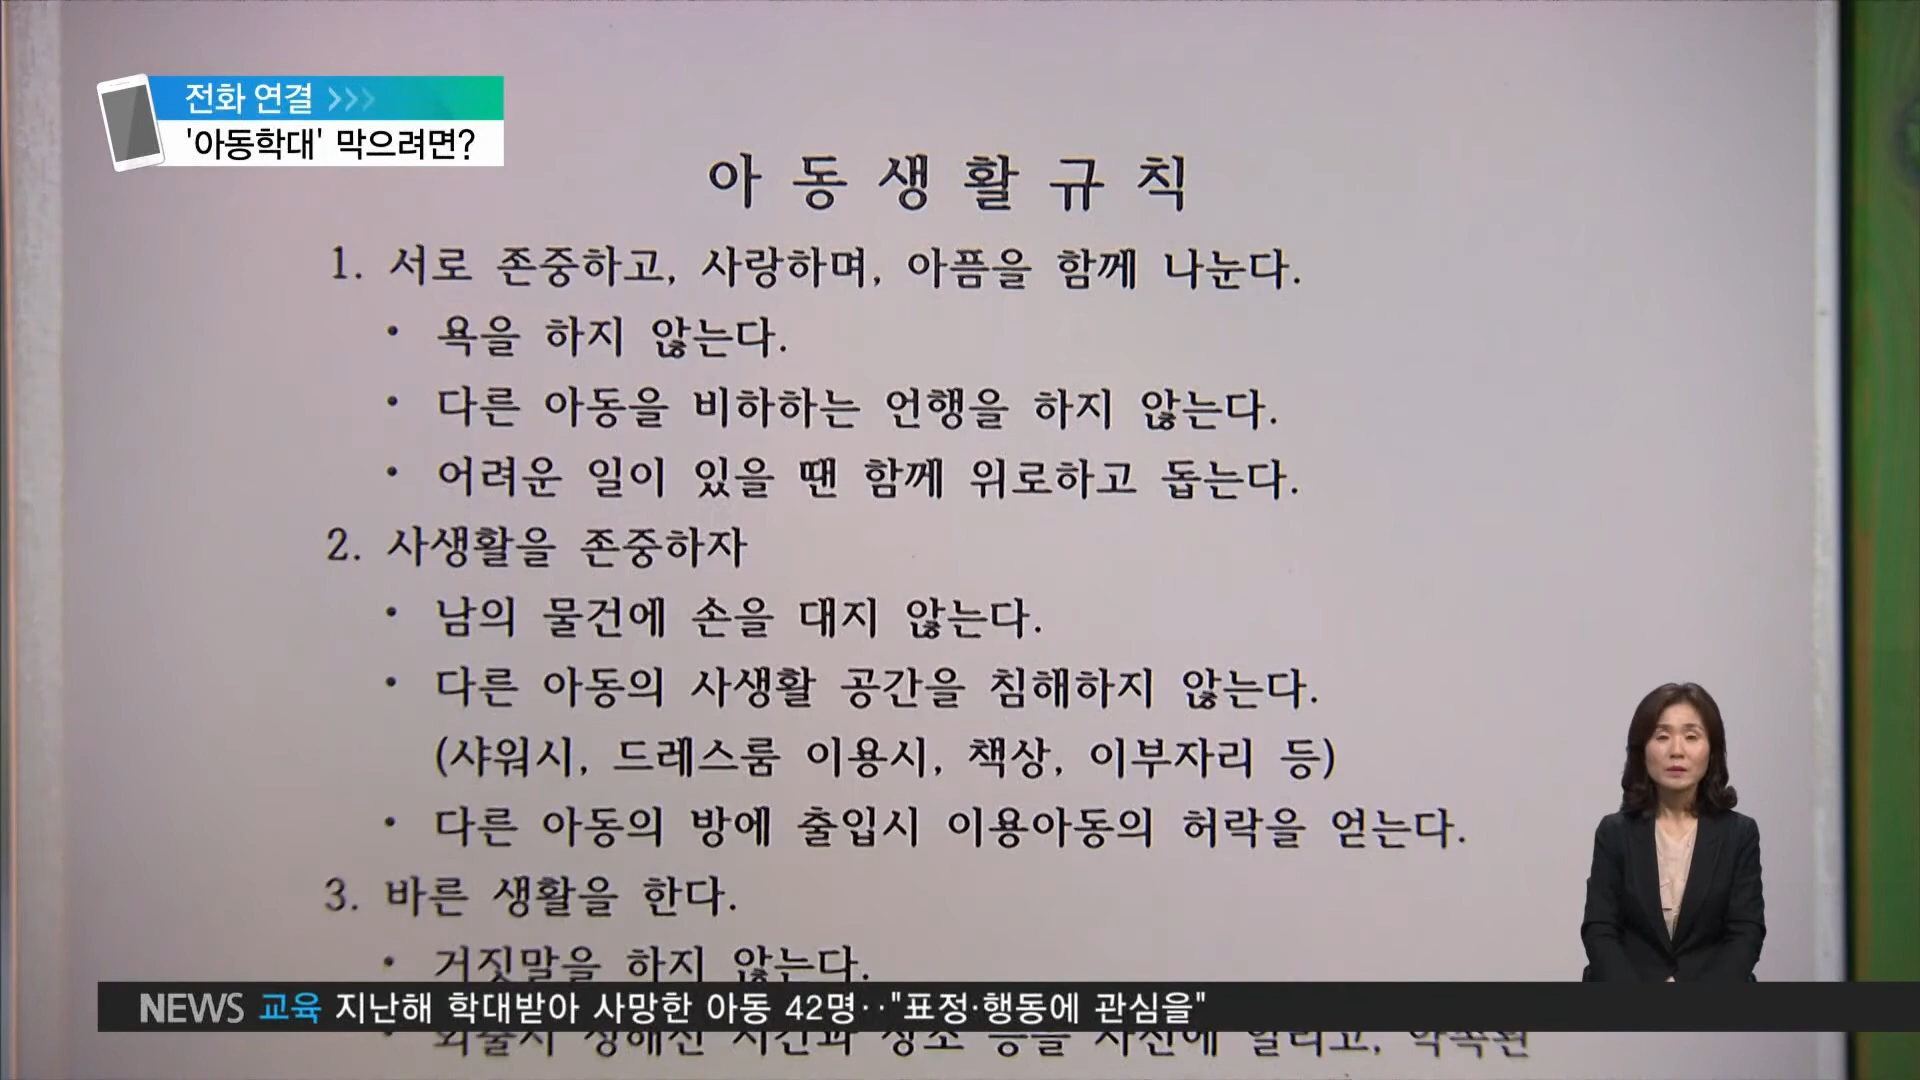 전화 연결 >>>
'아동학대' 막으려면?
아동생활규칙
1. 서로 존중하고, 사랑하며, 아픔을 함께 나눈다.
• 욕을 하지 않는다.
• 다른 아동을 비하하는 언행을 하지 않는다.
• 어려운 일이 있을 땐 함께 위로하고 돕는다.
2. 사생활을 존중하자
• 남의 물건에 손을 대지 않는다.
• 다른 아동의 사생활 공간을 침해하지 않는다.
(샤워시, 드레스룸 이용시, 책상, 이부자리 등)
• 다른 아동의 방에 출입시 이용아동의 허락을 얻는다.
3. 바른 생활을 한다.
• 거짓말을 하지 않는다.
NEWS 교육 지난해 학대받아 사망한 아동 42명··"표정·행동에 관심을"